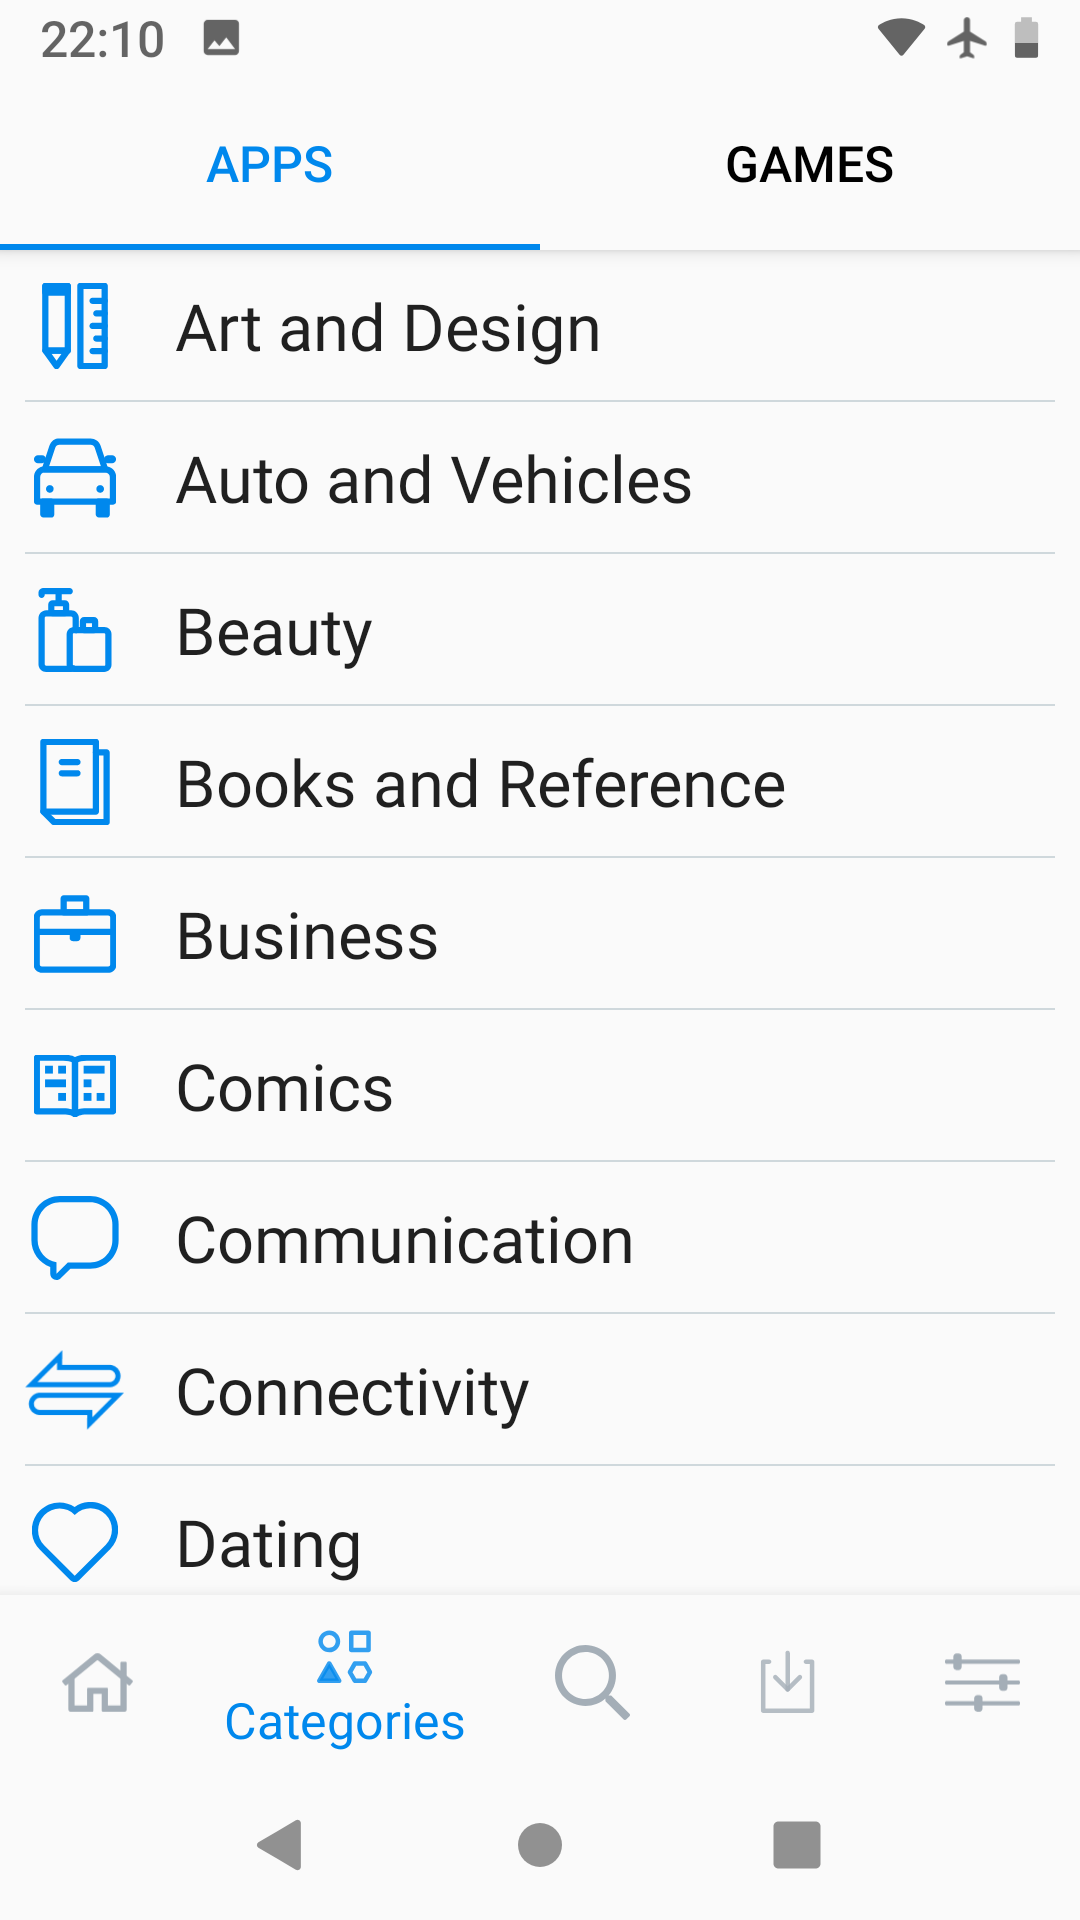 22:10
APPS
GAMES
Art and Design
Auto and Vehicles
Beauty
Books and Reference
Business
Comics
Communication
Connectivity
Dating
Categories